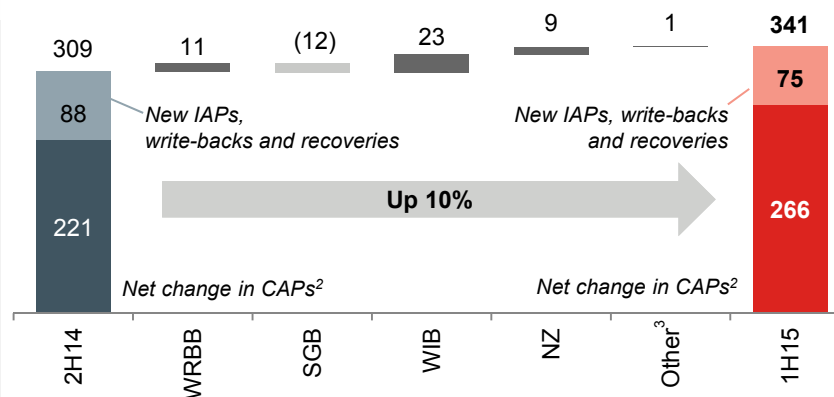 309
11
(12)
23
9
1
341
88
New IAPs,
write-backs and recoveries
New IAPs, write-backs
and recoveries
75
Up 10%
221
266
Net change in CAPs²
Net change in CAPs²
2H14
WRBB
SGB
WIB
NZ
Other³
1H15